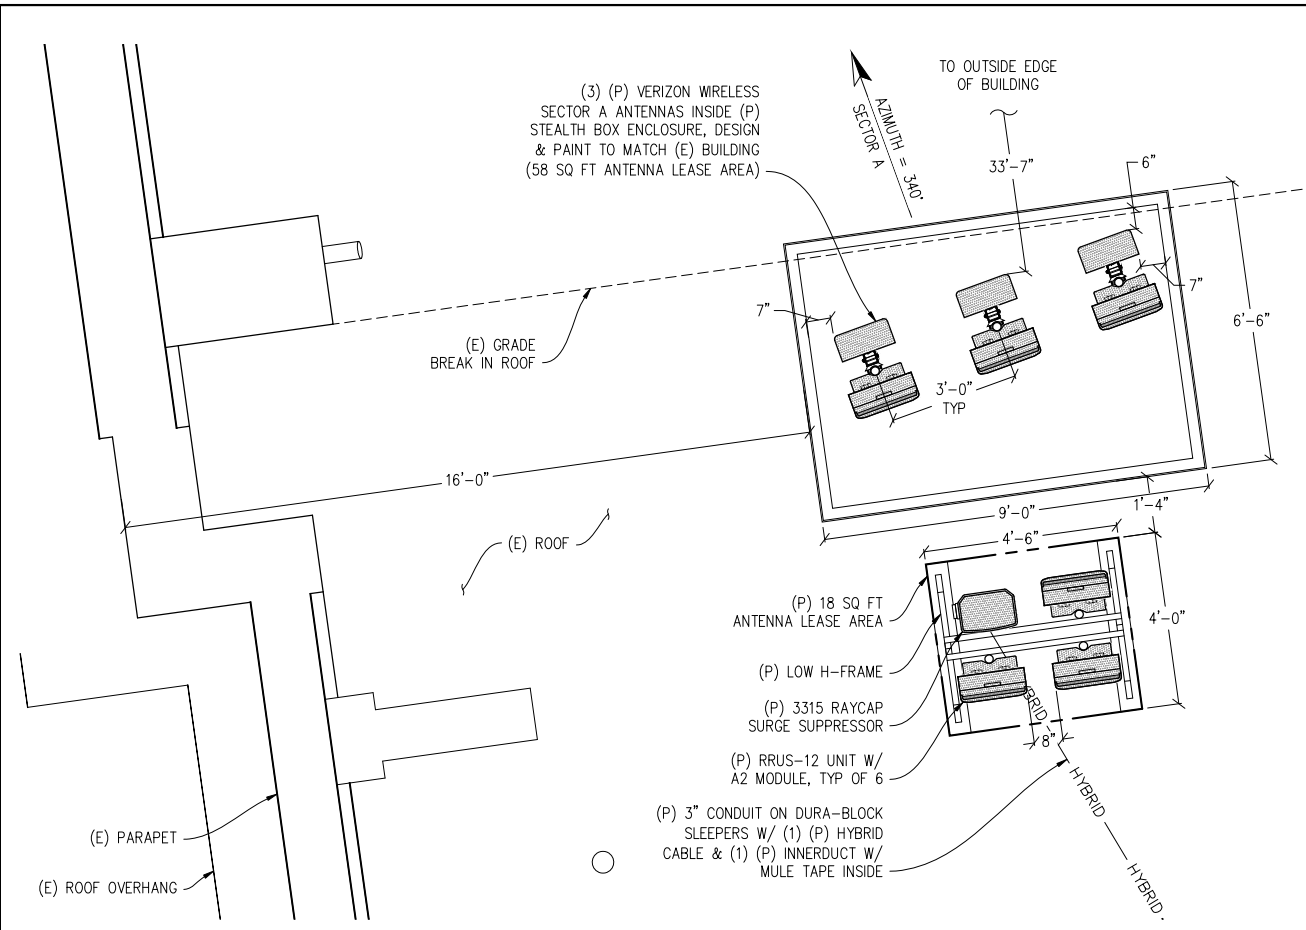 (3) (P) VERIZON WIRELESS
SECTOR A ANTENNAS INSIDE (P)
STEALTH BOX ENCLOSURE, DESIGN
& PAINT TO MATCH (E) BUILDING
(58 SQ FT ANTENNA LEASE AREA)
AZIMUTH = 340°
SECTOR A
TO OUTSIDE EDGE
OF BUILDING
33'-7"
6"
7"
7"
6'-6"
(E) GRADE
BREAK IN ROOF
3'-0"
TYP
16'-0"
9'-0"
1'-4"
(E) ROOF
4'-6"
4'-0"
(P) 18 SQ FT
ANTENNA LEASE AREA
(P) LOW H-FRAME
(P) 3315 RAYCAP
SURGE SUPPRESSOR
(P) RRUS-12 UNIT W/
A2 MODULE, TYP OF 6
8"
(P) 3" CONDUIT ON DURA-BLOCK
SLEEPERS W/ (1) (P) HYBRID
CABLE & (1) (P) INNERDUCT W/
MULE TAPE INSIDE
BRID
HYBRID
HYBRID
(E) PARAPET
(E) ROOF OVERHANG